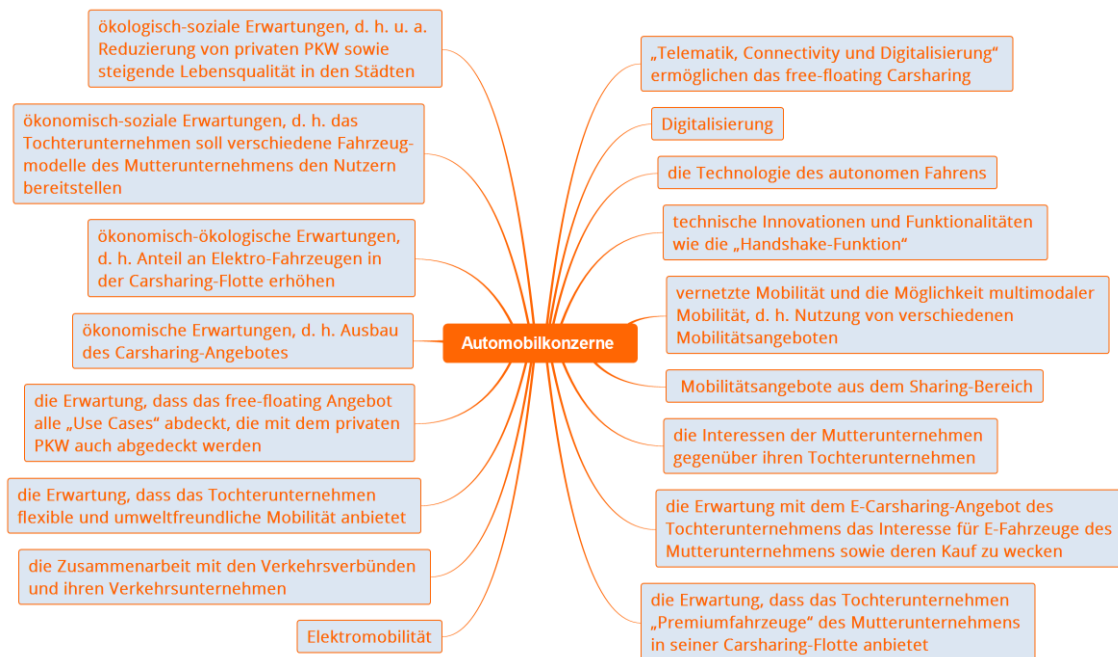 ökologisch-soziale Erwartungen, d. h. u. a.
Reduzierung von privaten PKW sowie
steigende Lebensqualität in den Städten
ökonomisch-soziale Erwartungen, d. h. das
Tochterunternehmen soll verschiedene Fahrzeug-
modelle des Mutterunternehmens den Nutzern
bereitstellen
ökonomisch-ökologische Erwartungen,
d. h. Anteil an Elektro-Fahrzeugen in
der Carsharing-Flotte erhöhen
ökonomische Erwartungen, d. h. Ausbau
des Carsharing-Angebotes
die Erwartung, dass das free-floating Angebot
alle „Use Cases“ abdeckt, die mit dem privaten
PKW auch abgedeckt werden
die Erwartung, dass das Tochterunternehmen
flexible und umweltfreundliche Mobilität anbietet
die Zusammenarbeit mit den Verkehrsverbünden
und ihren Verkehrsunternehmen
Elektromobilität
Automobilkonzerne
„Telematik, Connectivity und Digitalisierung“
ermöglichen das free-floating Carsharing
Digitalisierung
die Technologie des autonomen Fahrens
technische Innovationen und Funktionalitäten
wie die „Handshake-Funktion“
vernetzte Mobilität und die Möglichkeit multimodaler
Mobilität, d. h. Nutzung von verschiedenen
Mobilitätsangeboten
Mobilitätsangebote aus dem Sharing-Bereich
die Interessen der Mutterunternehmen
gegenüber ihren Tochterunternehmen
die Erwartung mit dem E-Carsharing-Angebot des
Tochterunternehmens das Interesse für E-Fahrzeuge des
Mutterunternehmens sowie deren Kauf zu wecken
die Erwartung, dass das Tochterunternehmen
„Premiumfahrzeuge“ des Mutterunternehmens
in seiner Carsharing-Flotte anbietet